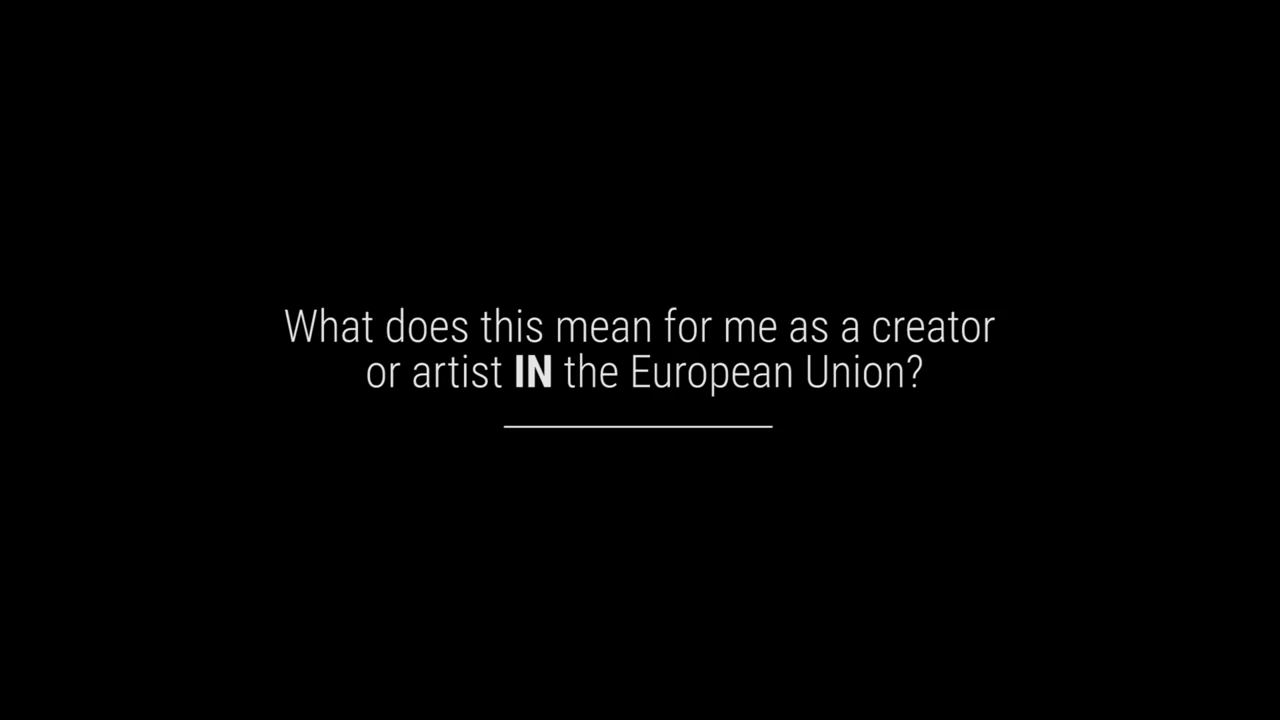 What does this mean for me as a creator
or artist IN the European Union?